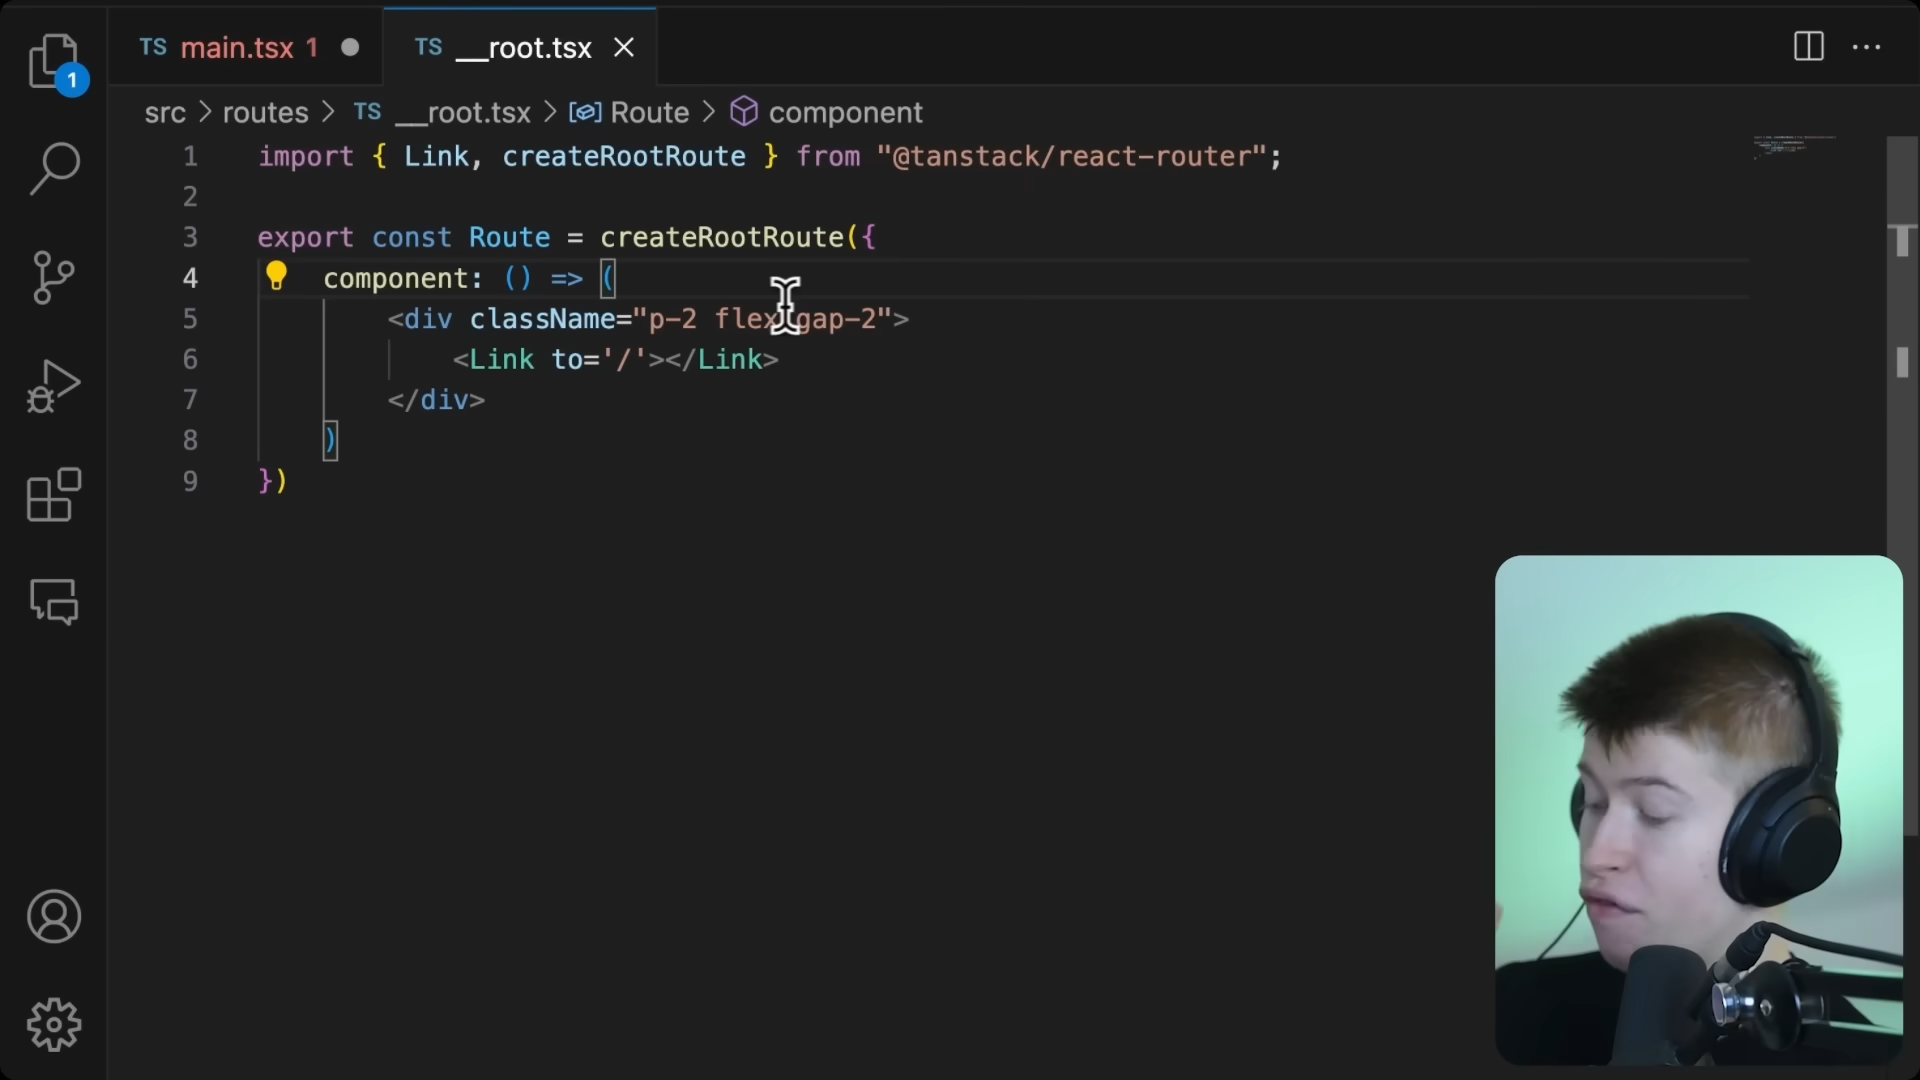 TS main.tsx 1
TS __root.tsx
1
src > routes > TS __root.tsx > Route > component
1 import { Link, createRootRoute } from "@tanstack/react-router";
2
3 export const Route = createRootRoute({
4 component: () => (
5 <div className="p-2 flex gap-2">
6 <Link to='/'></Link>
7 </div>
8 )
9 })